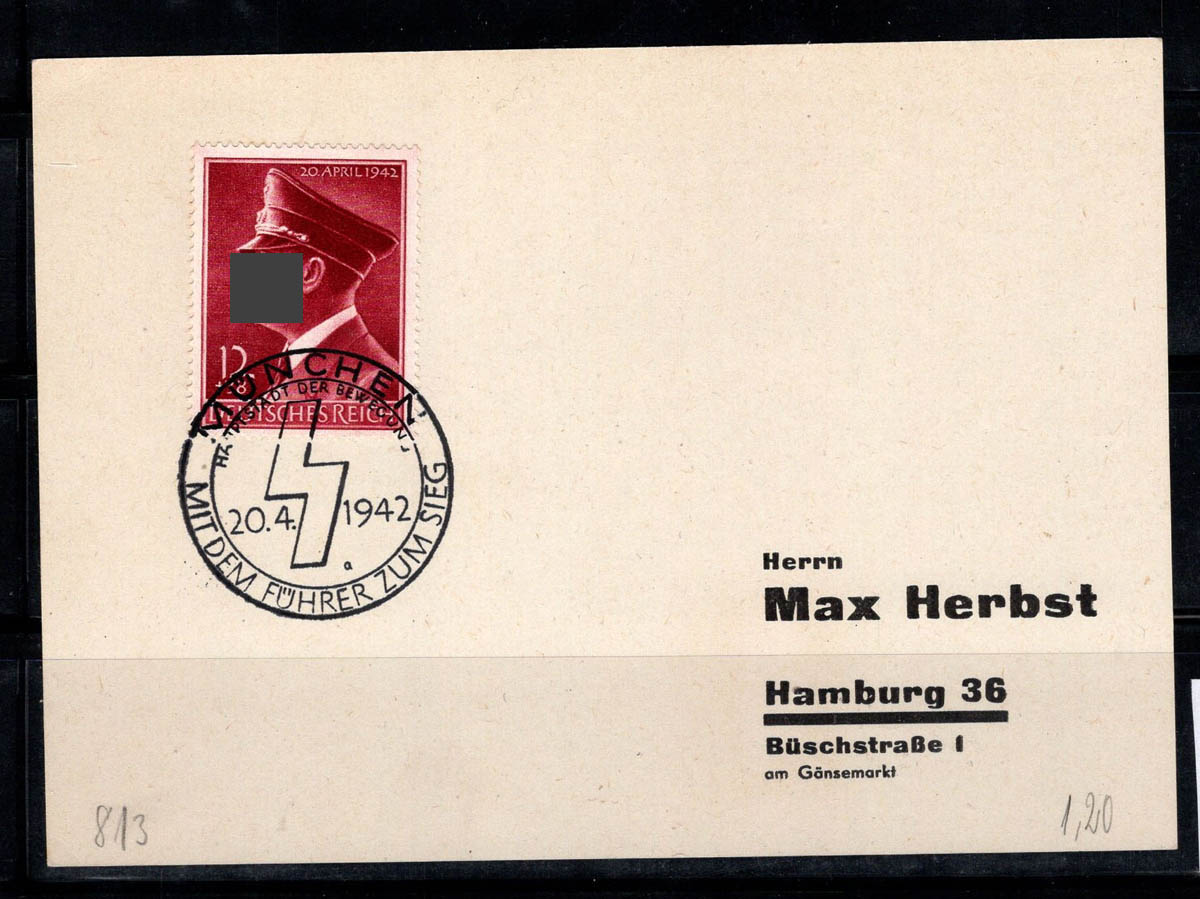 20. APRIL 1942
12
+38
DEUTSCHES REICH
MÜNCHEN
HAUPTSTADT DER BEWEGUNG
20.4. 1942
a
MIT DEM FÜHRER ZUM SIEG
Herrn
Max Herbst
Hamburg 36
Büschstraße 1
am Gänsemarkt
813
1,20